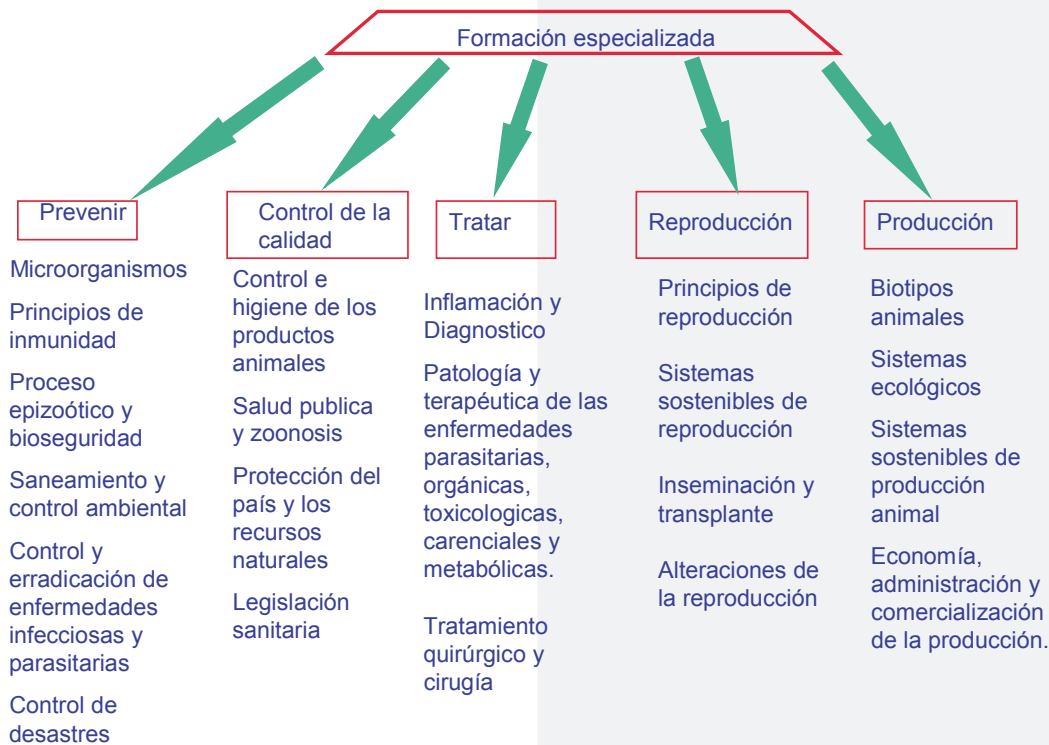 Formación especializada
Prevenir
Microorganismos
Principios de
inmunidad
Proceso
epizoótico y
bioseguridad
Saneamiento y
control ambiental
Control y
erradicación de
enfermedades
infecciosas y
parasitarias
Control de
desastres
Control de la
calidad
Control e
higiene de los
productos
animales
Salud publica
y zoonosis
Protección del
país y los
recursos
naturales
Legislación
sanitaria
Tratar
Inflamación y
Diagnostico
Patología y
terapéutica de las
enfermedades
parasitarias,
orgánicas,
toxicologicas,
carenciales y
metabólicas.
Tratamiento
quirúrgico y
cirugía
Reproducción
Principios de
reproducción
Sistemas
sostenibles de
reproducción
Inseminación y
transplante
Alteraciones de
la reproducción
Producción
Biotipos
animales
Sistemas
ecológicos
Sistemas
sostenibles de
producción
animal
Economía,
administración y
comercialización
de la producción.